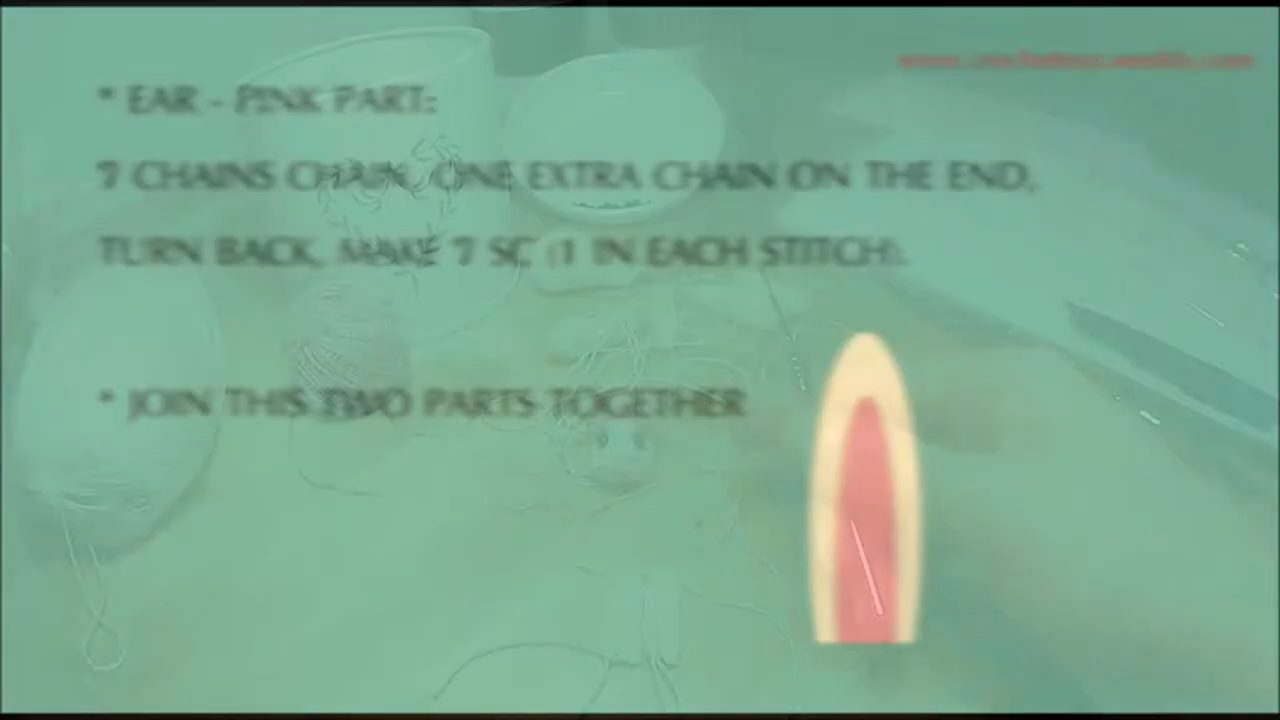 * EAR - PINK PART:
7 CHAINS CHAIN, ONE EXTRA CHAIN ON THE END,
TURN BACK, MAKE 7 SC (1 IN EACH STITCH).
* JOIN THIS TWO PARTS TOGETHER